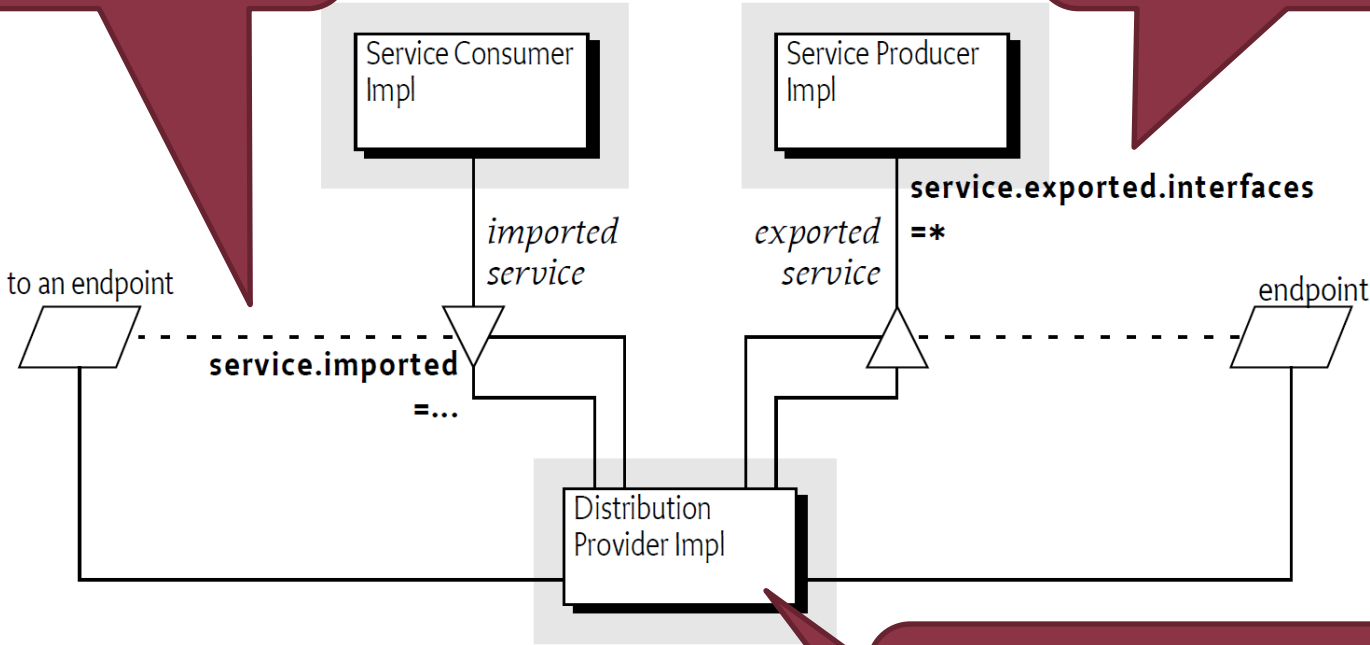 Service Consumer
Impl
Service Producer
Impl
service.exported.interfaces
=*
imported
service
exported
service
to an endpoint
endpoint
service.imported
=...
Distribution
Provider Impl